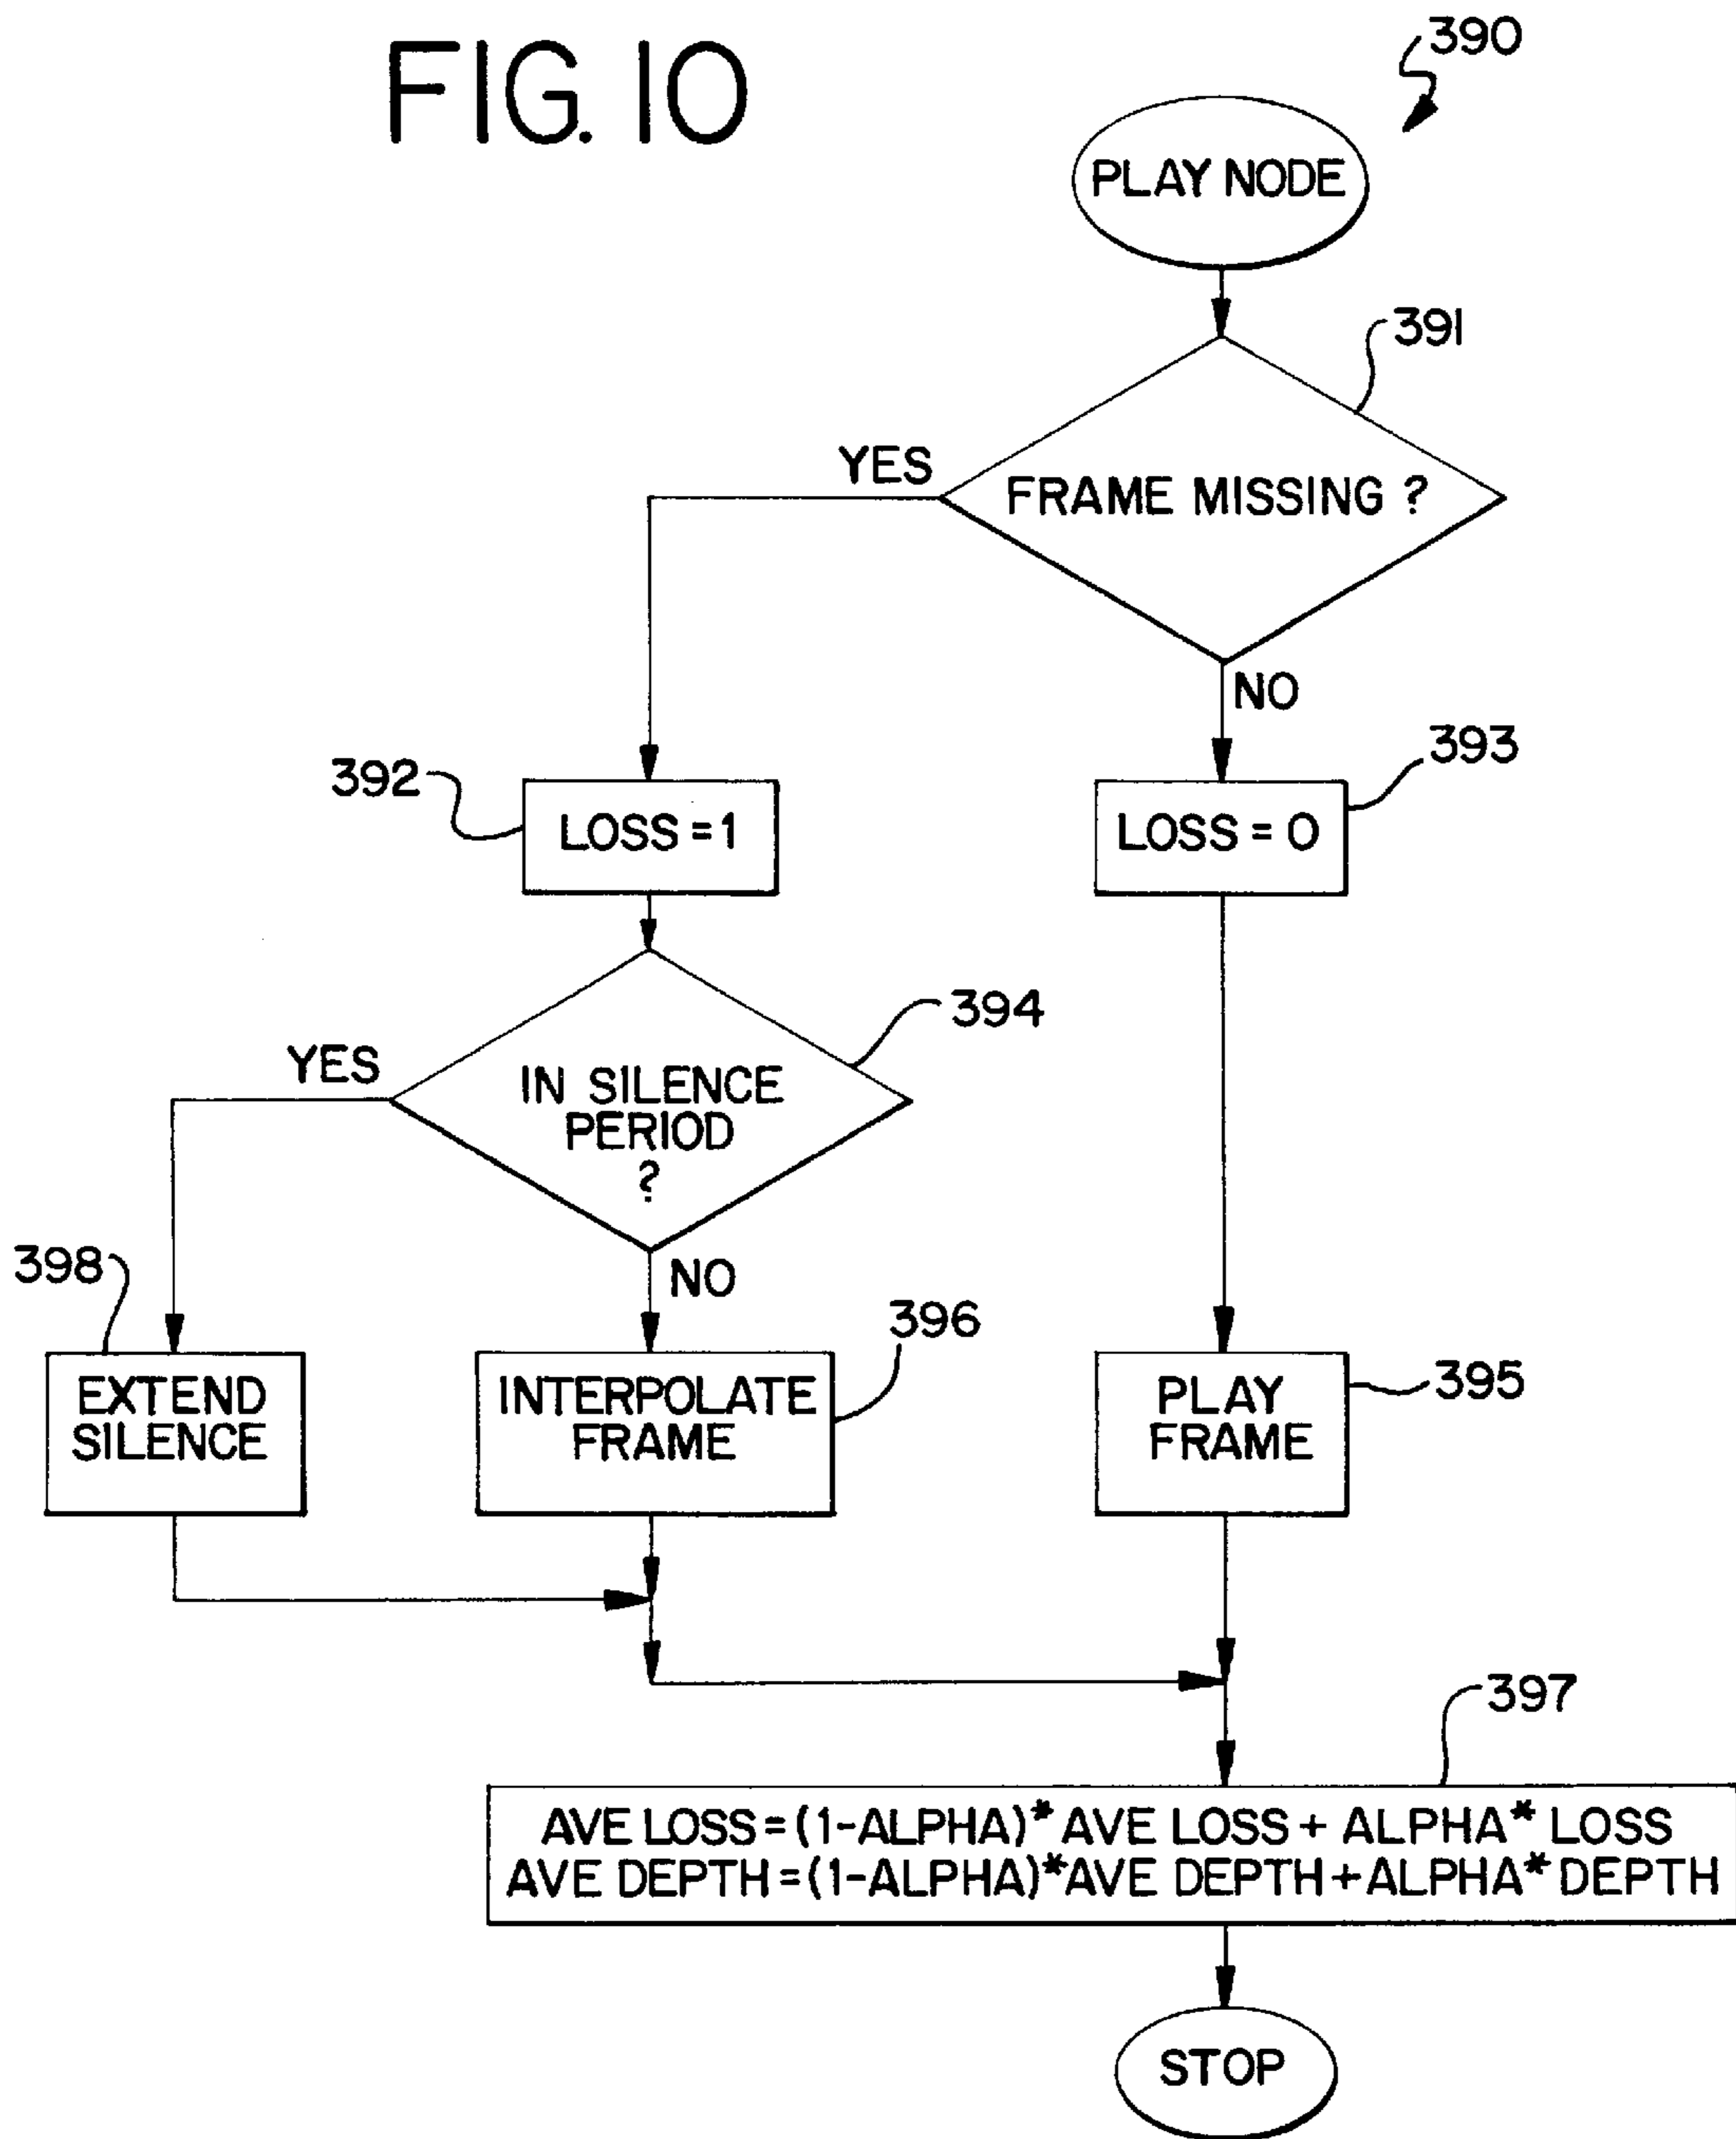 FIG. 10
390
PLAY NODE
391
YES
FRAME MISSING ?
NO
392
LOSS = 1
393
LOSS = 0
394
YES
IN SILENCE
PERIOD
?
NO
398
EXTEND
SILENCE
396
INTERPOLATE
FRAME
395
PLAY
FRAME
397
AVE LOSS = (1-ALPHA)* AVE LOSS + ALPHA* LOSS
AVE DEPTH = (1-ALPHA)* AVE DEPTH + ALPHA* DEPTH
STOP